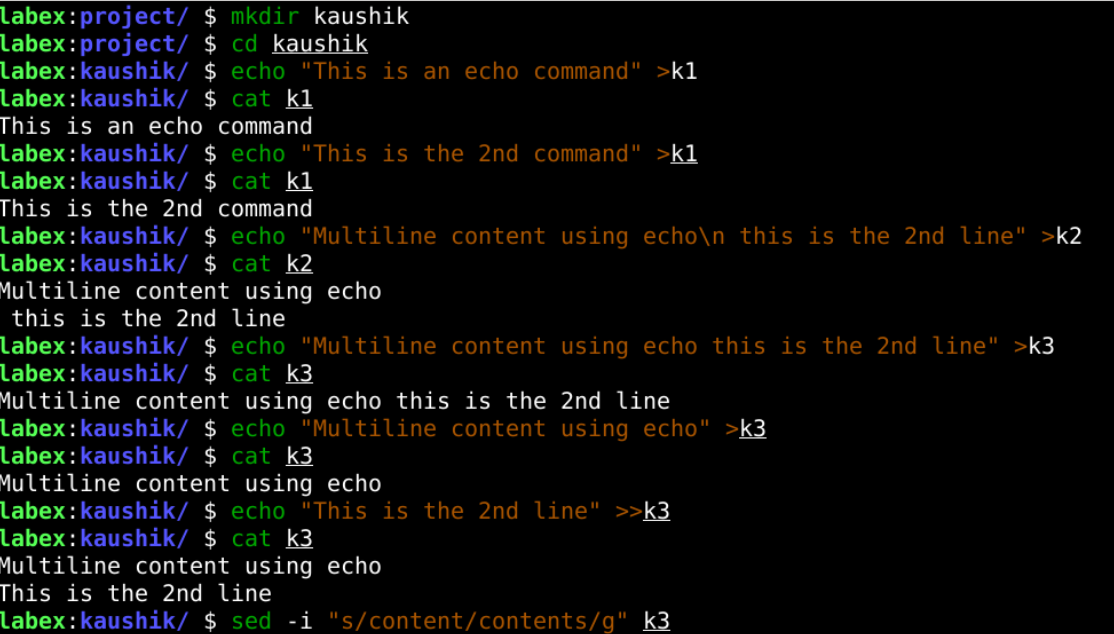 labex:project/ $ mkdir kaushik
labex:project/ $ cd kaushik
labex:kaushik/ $ echo "This is an echo command" >k1
labex:kaushik/ $ cat k1
This is an echo command
labex:kaushik/ $ echo "This is the 2nd command" >k1
labex:kaushik/ $ cat k1
This is the 2nd command
labex:kaushik/ $ echo "Multiline content using echo\n this is the 2nd line" >k2
labex:kaushik/ $ cat k2
Multiline content using echo
 this is the 2nd line
labex:kaushik/ $ echo "Multiline content using echo this is the 2nd line" >k3
labex:kaushik/ $ cat k3
Multiline content using echo this is the 2nd line
labex:kaushik/ $ echo "Multiline content using echo" >k3
labex:kaushik/ $ cat k3
Multiline content using echo
labex:kaushik/ $ echo "This is the 2nd line" >>k3
labex:kaushik/ $ cat k3
Multiline content using echo
This is the 2nd line
labex:kaushik/ $ sed -i "s/content/contents/g" k3